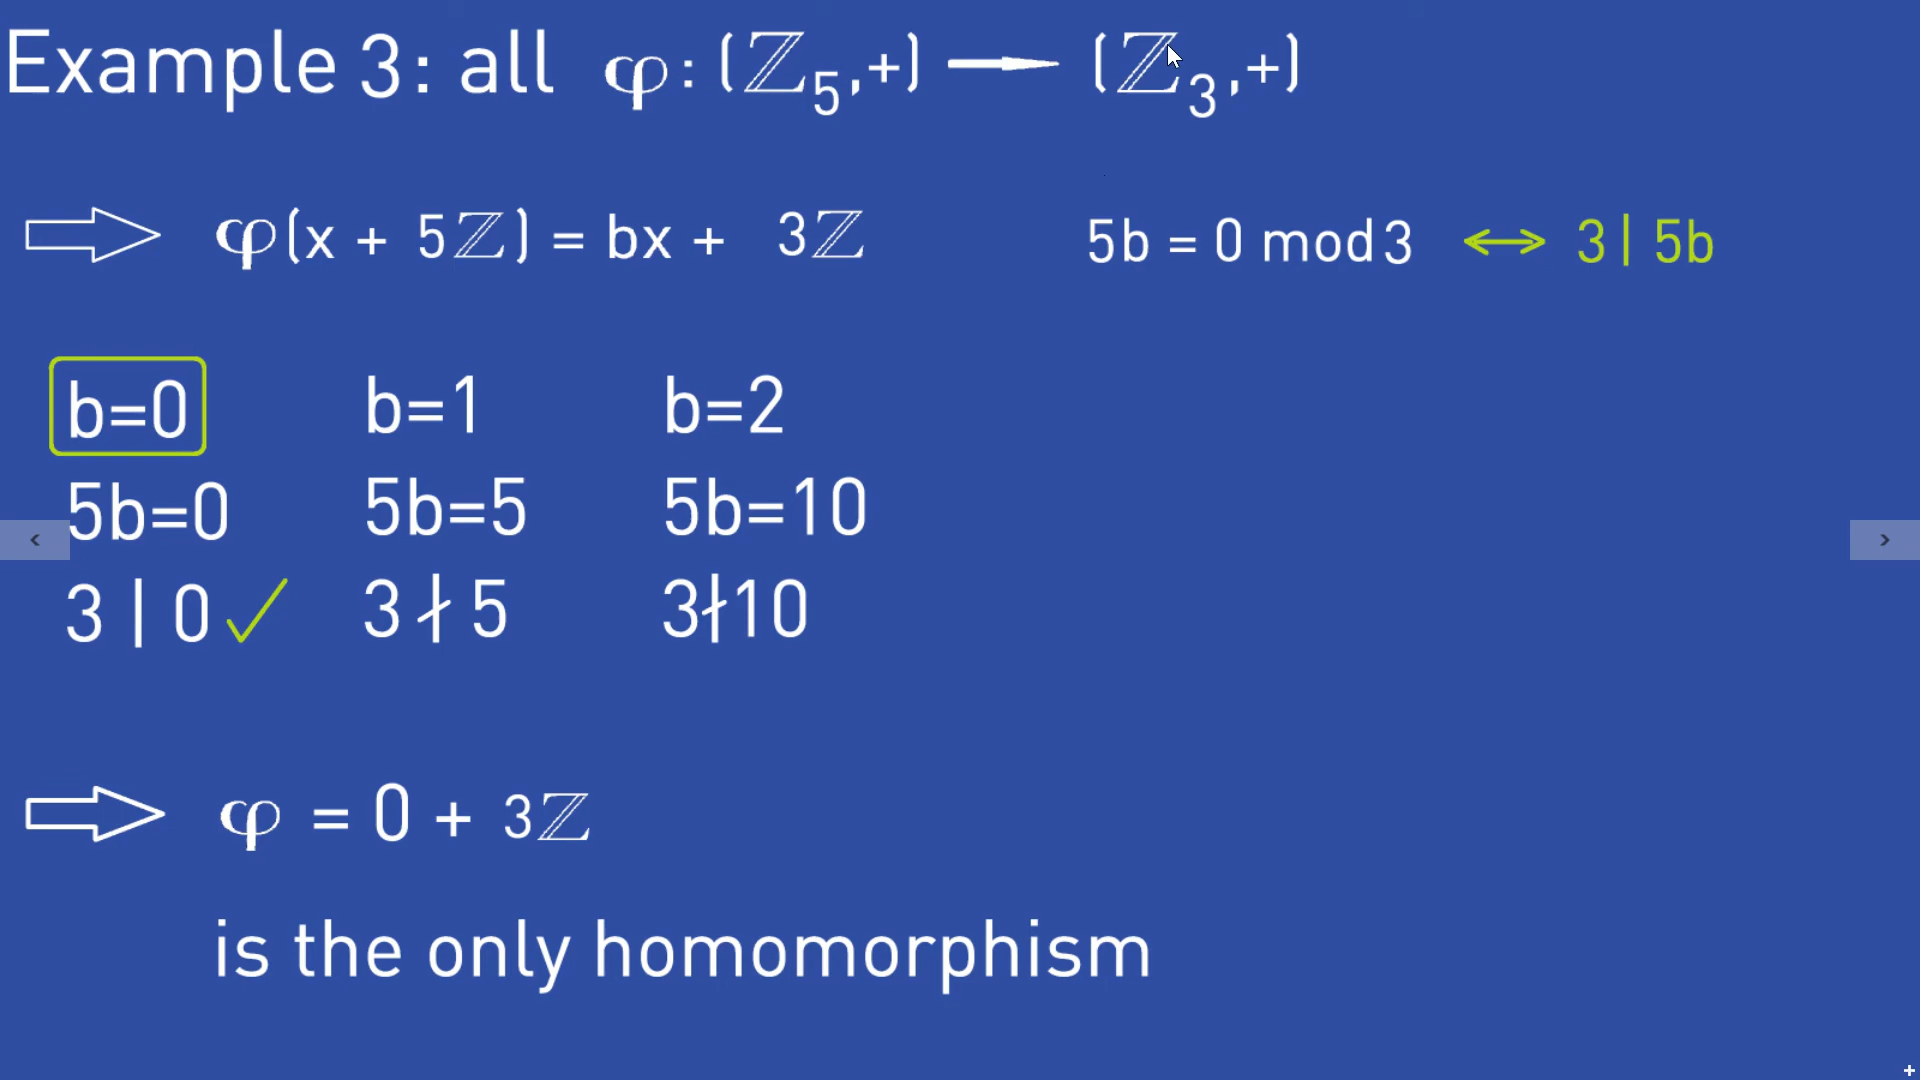 Example 3: all φ: (ℤ₅,+) → (ℤ₃,+)
⇒ φ(x + 5ℤ) = bx + 3ℤ 5b = 0 mod 3 ↔ 3 | 5b
b=0 b=1 b=2
5b=0 5b=5 5b=10
3 | 0 ✓ 3 ∤ 5 3∤10
⇒ φ = 0 + 3ℤ
is the only homomorphism